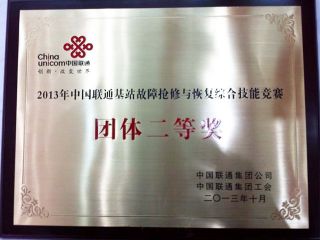 China
unicom中国联通
创新·改变世界
2013年中国联通基站故障抢修与恢复综合技能竞赛
团体二等奖
中国联通集团公司
中国联通集团工会
二〇一三年十月